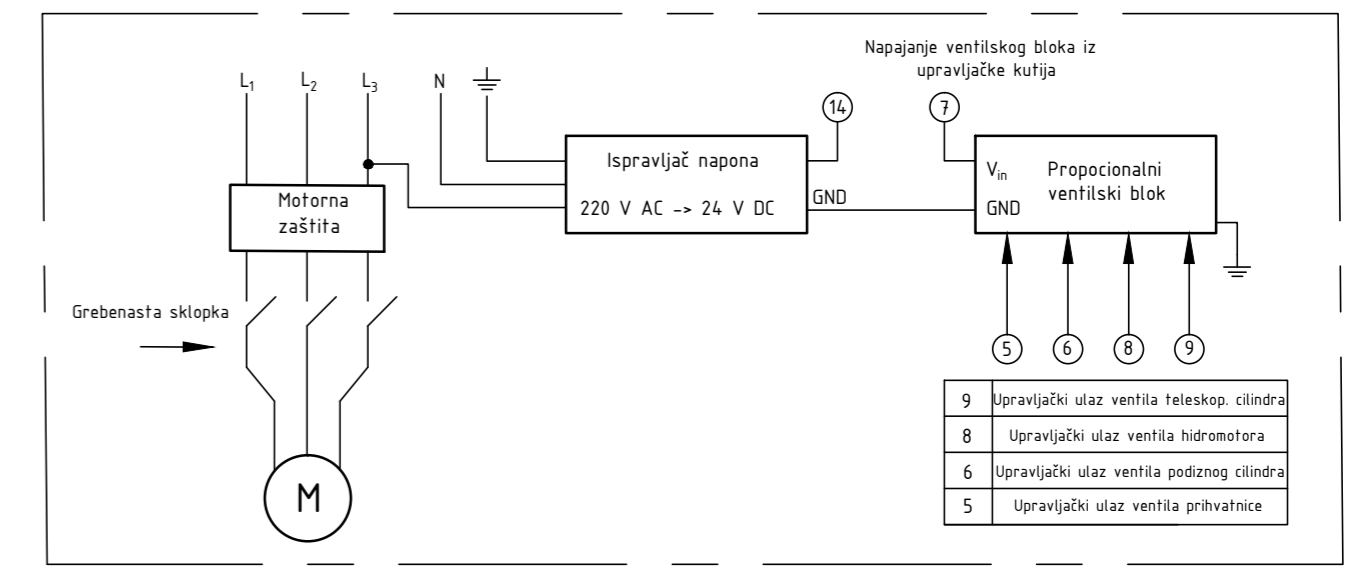 Napajanje ventilskog bloka iz
upravljačke kutija
L₁
L₂
L₃
N
14
7
Ispravljač napona
220 V AC -> 24 V DC
GND
Vin
GND
Propocionalni
ventilski blok
Motorna
zaštita
Grebenasta sklopka
5
6
8
9
M
9 Upravljački ulaz ventila teleskop. cilindra
8 Upravljački ulaz ventila hidromotora
6 Upravljački ulaz ventila podiznog cilindra
5 Upravljački ulaz ventila prihvatnice